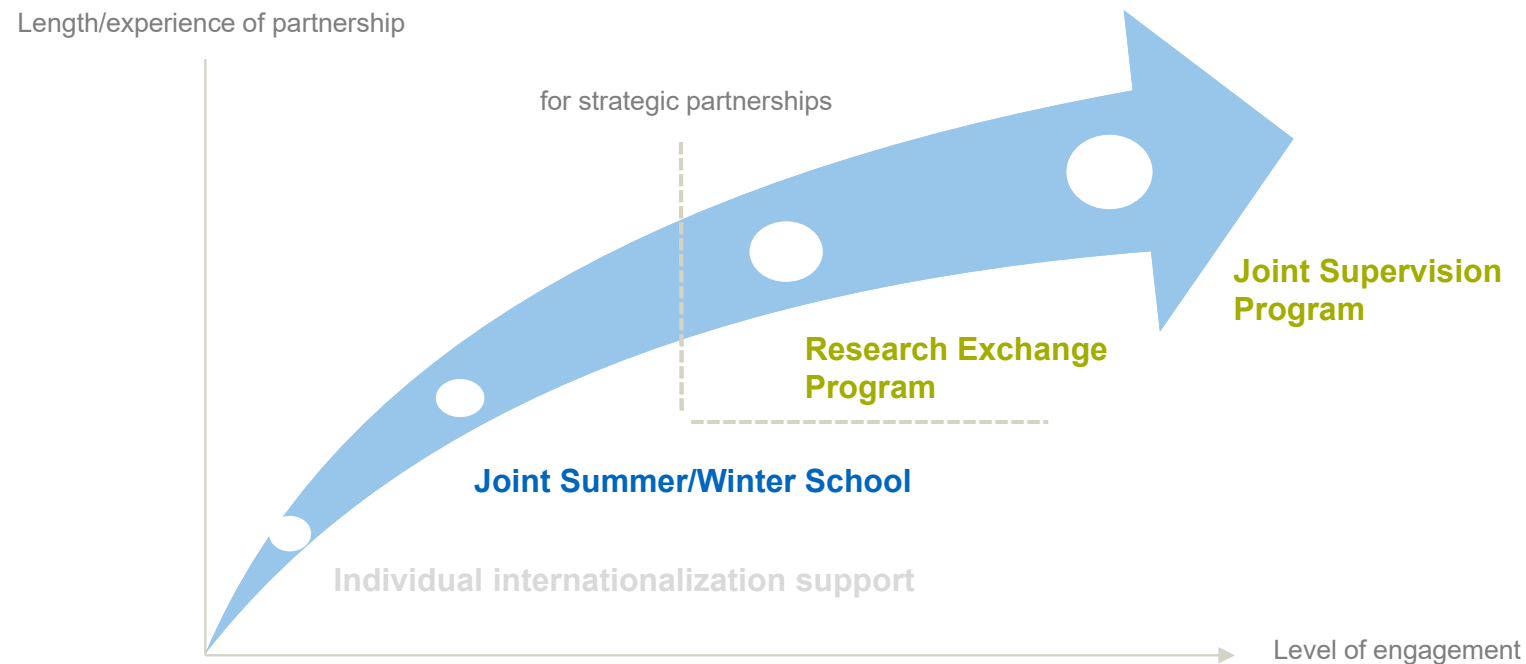 Length/experience of partnership
for strategic partnerships
Joint Supervision
Program
Research Exchange
Program
Joint Summer/Winter School
Individual internationalization support
Level of engagement